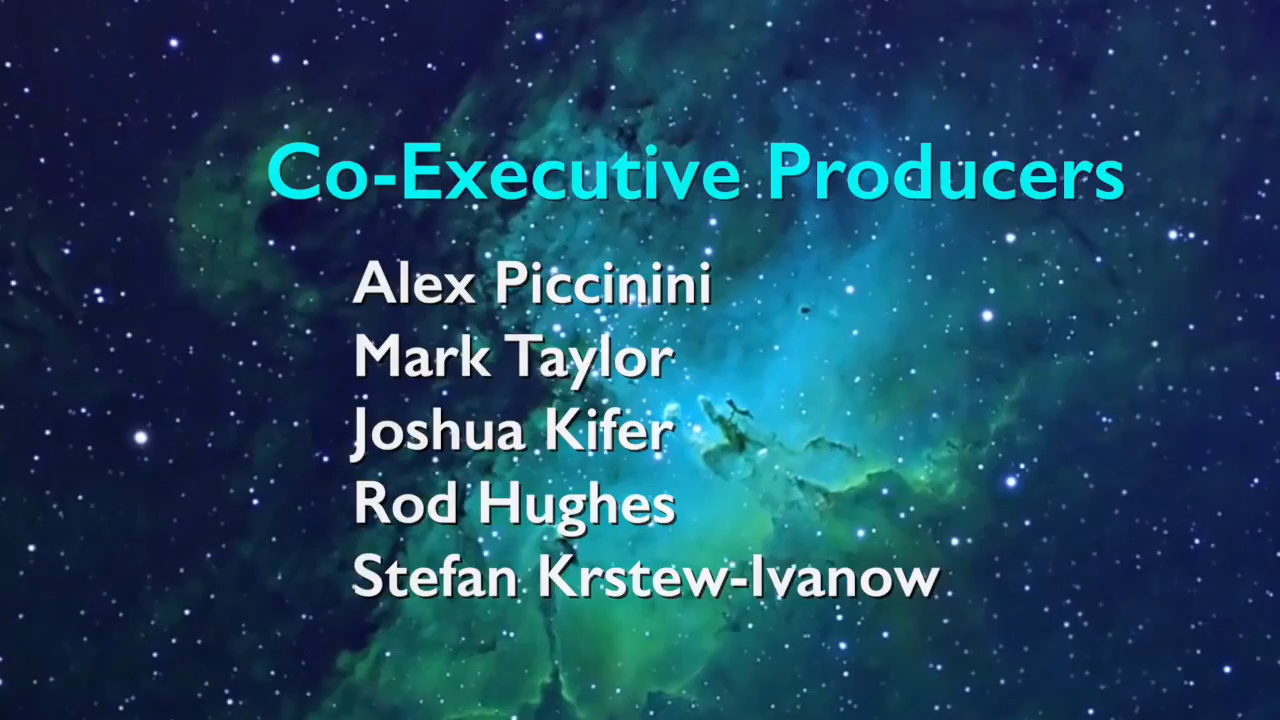 Co-Executive Producers
Alex Piccinini
Mark Taylor
Joshua Kifer
Rod Hughes
Stefan Krstew-Ivanow